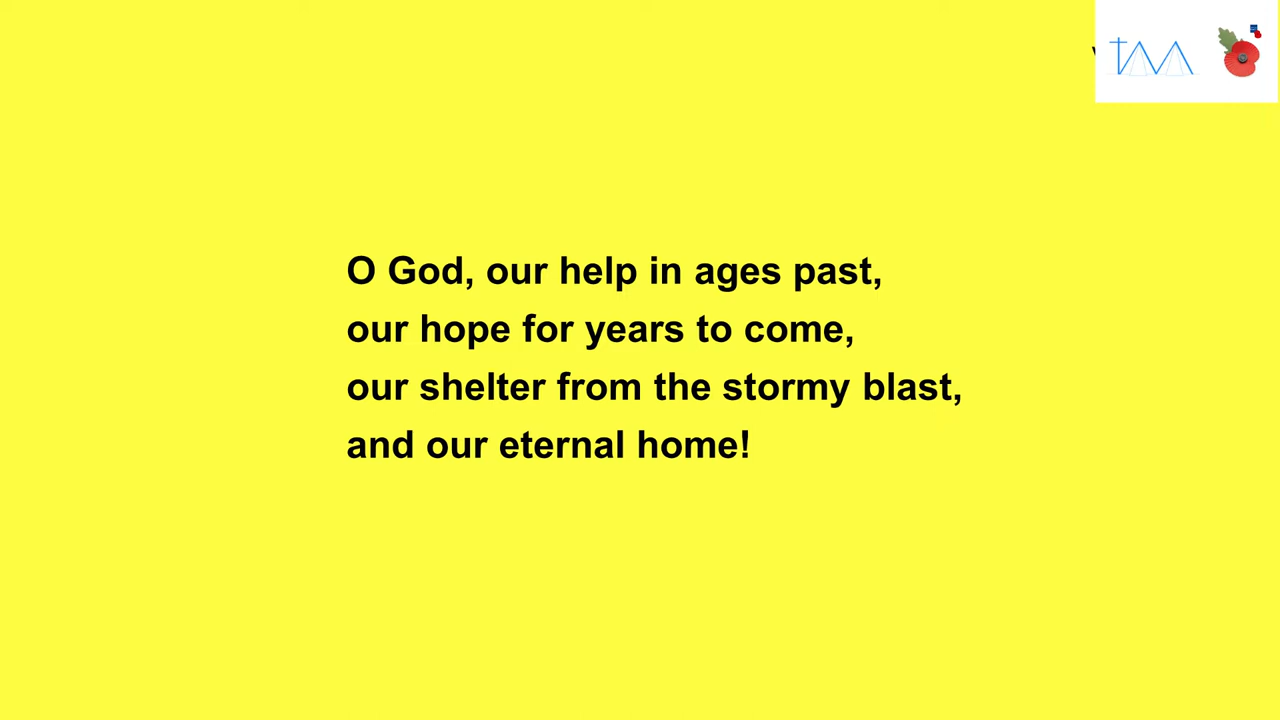 O God, our help in ages past,
our hope for years to come,
our shelter from the stormy blast,
and our eternal home!